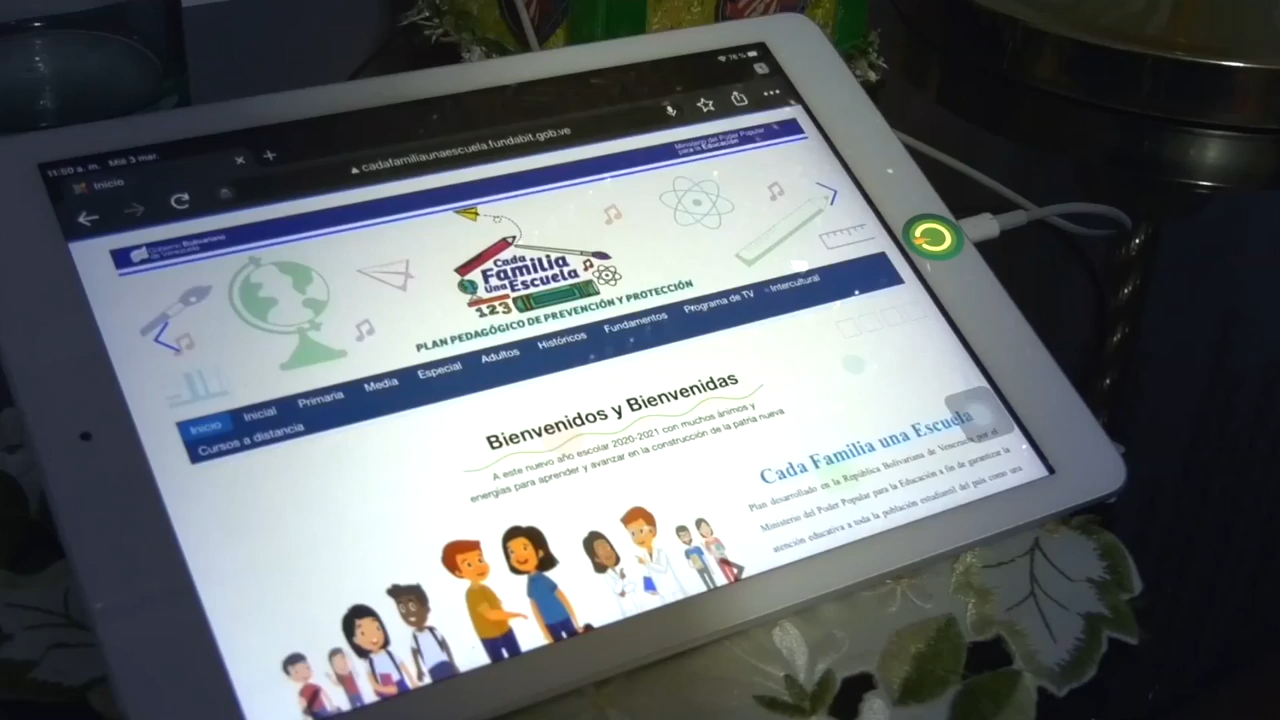 11:50 a. m. Mié 3 mar.
76 %
Inicio
cadafamiliaunaescuela.fundabit.gob.ve
Gobierno Bolivariano
de Venezuela
Ministerio del Poder Popular
para la Educación
Cada
Familia
Una Escuela
123
PLAN PEDAGÓGICO DE PREVENCIÓN Y PROTECCIÓN
Inicio Inicial Primaria Media Especial Adultos Históricos Fundamentos Programa de TV Intercultural
Cursos a distancia
Bienvenidos y Bienvenidas
A este nuevo año escolar 2020-2021 con muchos ánimos y
energías para aprender y avanzar en la construcción de la patria nueva
Cada Familia una Escuela
Plan desarrollado en la República Bolivariana de Venezuela por el
Ministerio del Poder Popular para la Educación a fin de garantizar la
atención educativa a toda la población estudiantil del país como una